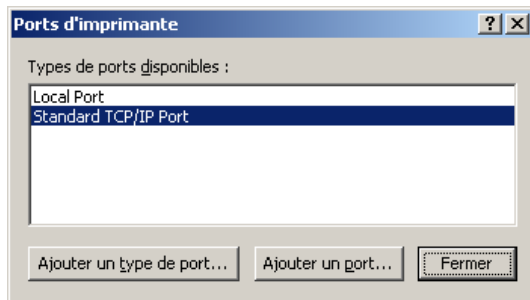 Ports d'imprimante
Types de ports disponibles :
Local Port
Standard TCP/IP Port
Ajouter un type de port... Ajouter un port... Fermer